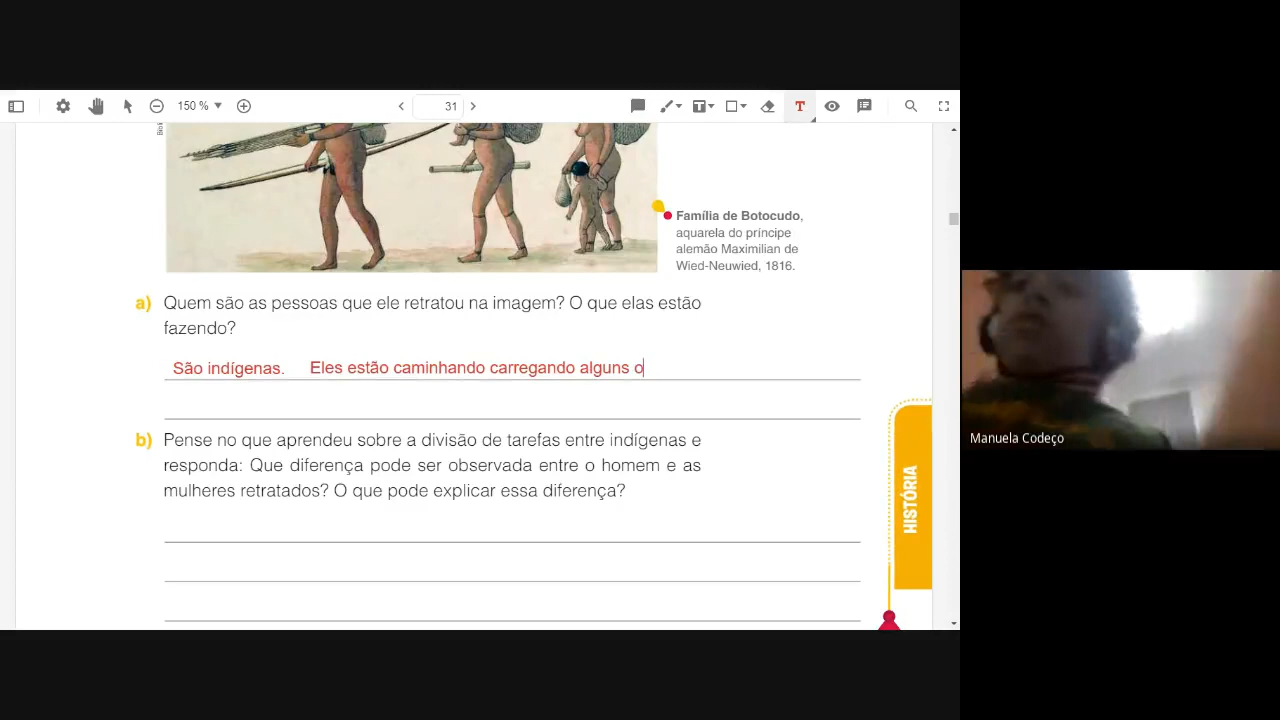 150 %
31
Família de Botocudo,
aquarela do príncipe
alemão Maximilian de
Wied-Neuwied, 1816.
a) Quem são as pessoas que ele retratou na imagem? O que elas estão
fazendo?
São indígenas. Eles estão caminhando carregando alguns o
b) Pense no que aprendeu sobre a divisão de tarefas entre indígenas e
responda: Que diferença pode ser observada entre o homem e as
mulheres retratados? O que pode explicar essa diferença?
HISTÓRIA
Manuela Codeço